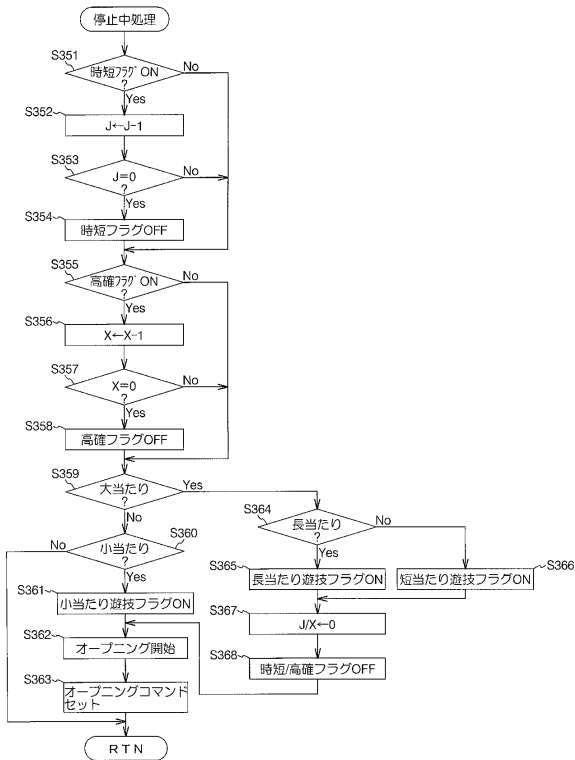 停止中処理
S351
時短フラグON
?
No
Yes
S352
J←J-1
S353
J=0
?
No
Yes
S354
時短フラグOFF
S355
高確フラグON
?
No
Yes
S356
X←X-1
S357
X=0
?
No
Yes
S358
高確フラグOFF
S359
大当たり
?
Yes
No
S360
小当たり
?
No
Yes
S361
小当たり遊技フラグON
S362
オープニング開始
S363
オープニングコマンド
セット
RTN
S364
長当たり
?
No
Yes
S365
長当たり遊技フラグON
短当たり遊技フラグON
S366
S367
J/X←0
S368
時短/高確フラグOFF